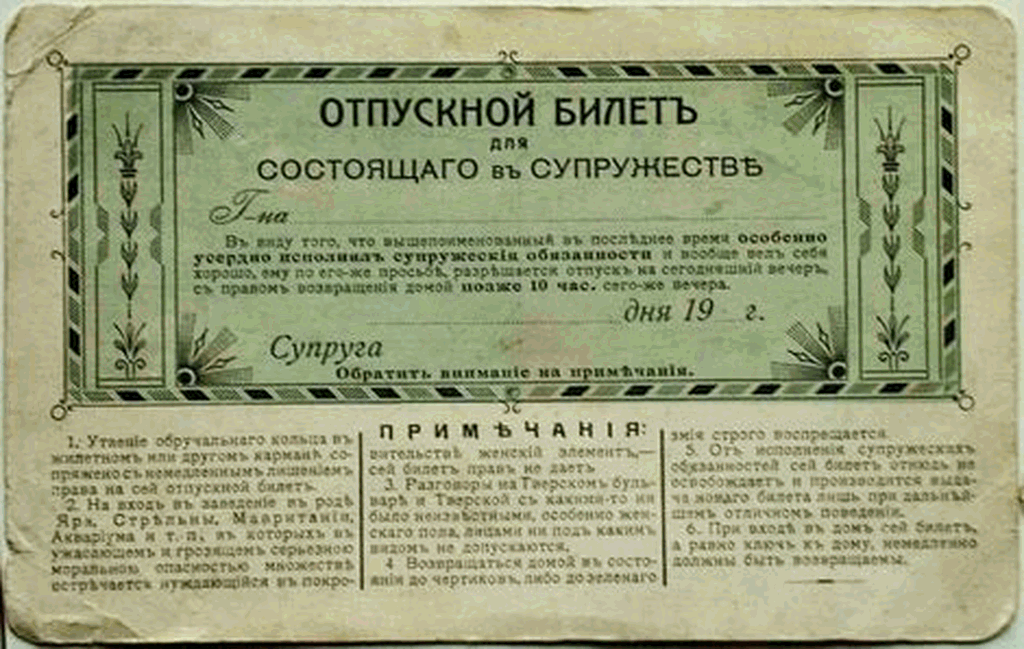 ОТПУСКНОЙ БИЛЕТЪ
для
СОСТОЯЩАГО въ СУПРУЖЕСТВѢ
Г-на
Въ виду того, что вышепоименованный въ послѣднее время особенно
усердно исполнилъ супружескія обязанности и вообще велъ себя
хорошо, ему по его-же просьбѣ, разрѣшается отпускъ на сегодняшній вечеръ,
съ правомъ возвращенія домой позже 10 час. сего-же вечера.
дня 19 г.
Супруга
Обратить вниманіе на примѣчанія.
ПРИМѢЧАНІЯ:
1. Утаеніе обручальнаго кольца въ
жилетномъ или другомъ карманѣ со-
пряжено съ немедленнымъ лишеніемъ
права на сей отпускной билетъ.
2. На входъ въ заведеніе въ родѣ
Яра, Стрѣльны, Мавританіи,
Акваріума и т. п., въ которыхъ въ
ужасающемъ и грозящемъ серьезною
моральною опасностью множествѣ
встрѣчается нуждающійся въ покро-
вительствѣ женскій элементъ,—
сей билетъ правъ не даетъ
3. Разговоры на Тверскомъ буль-
варѣ и Тверской съ какими-то ни
было неизвѣстными, особенно жен-
скаго пола, лицами ни подъ какимъ
видомъ не допускаются.
4 Возвращаться домой въ состо-
яніи до чертиковъ, либо до зеленаго
змія строго воспрещается.
5. Отъ исполненія супружескихъ
обязанностей сей билетъ отнюдь не
освобождаетъ и производится выда-
ча новаго билета лишь при дальнѣй-
шемъ отличномъ поведеніи.
6. При входѣ въ домъ сей билетъ,
а равно ключъ къ дому, немедленно
должны быть возвращаемы.